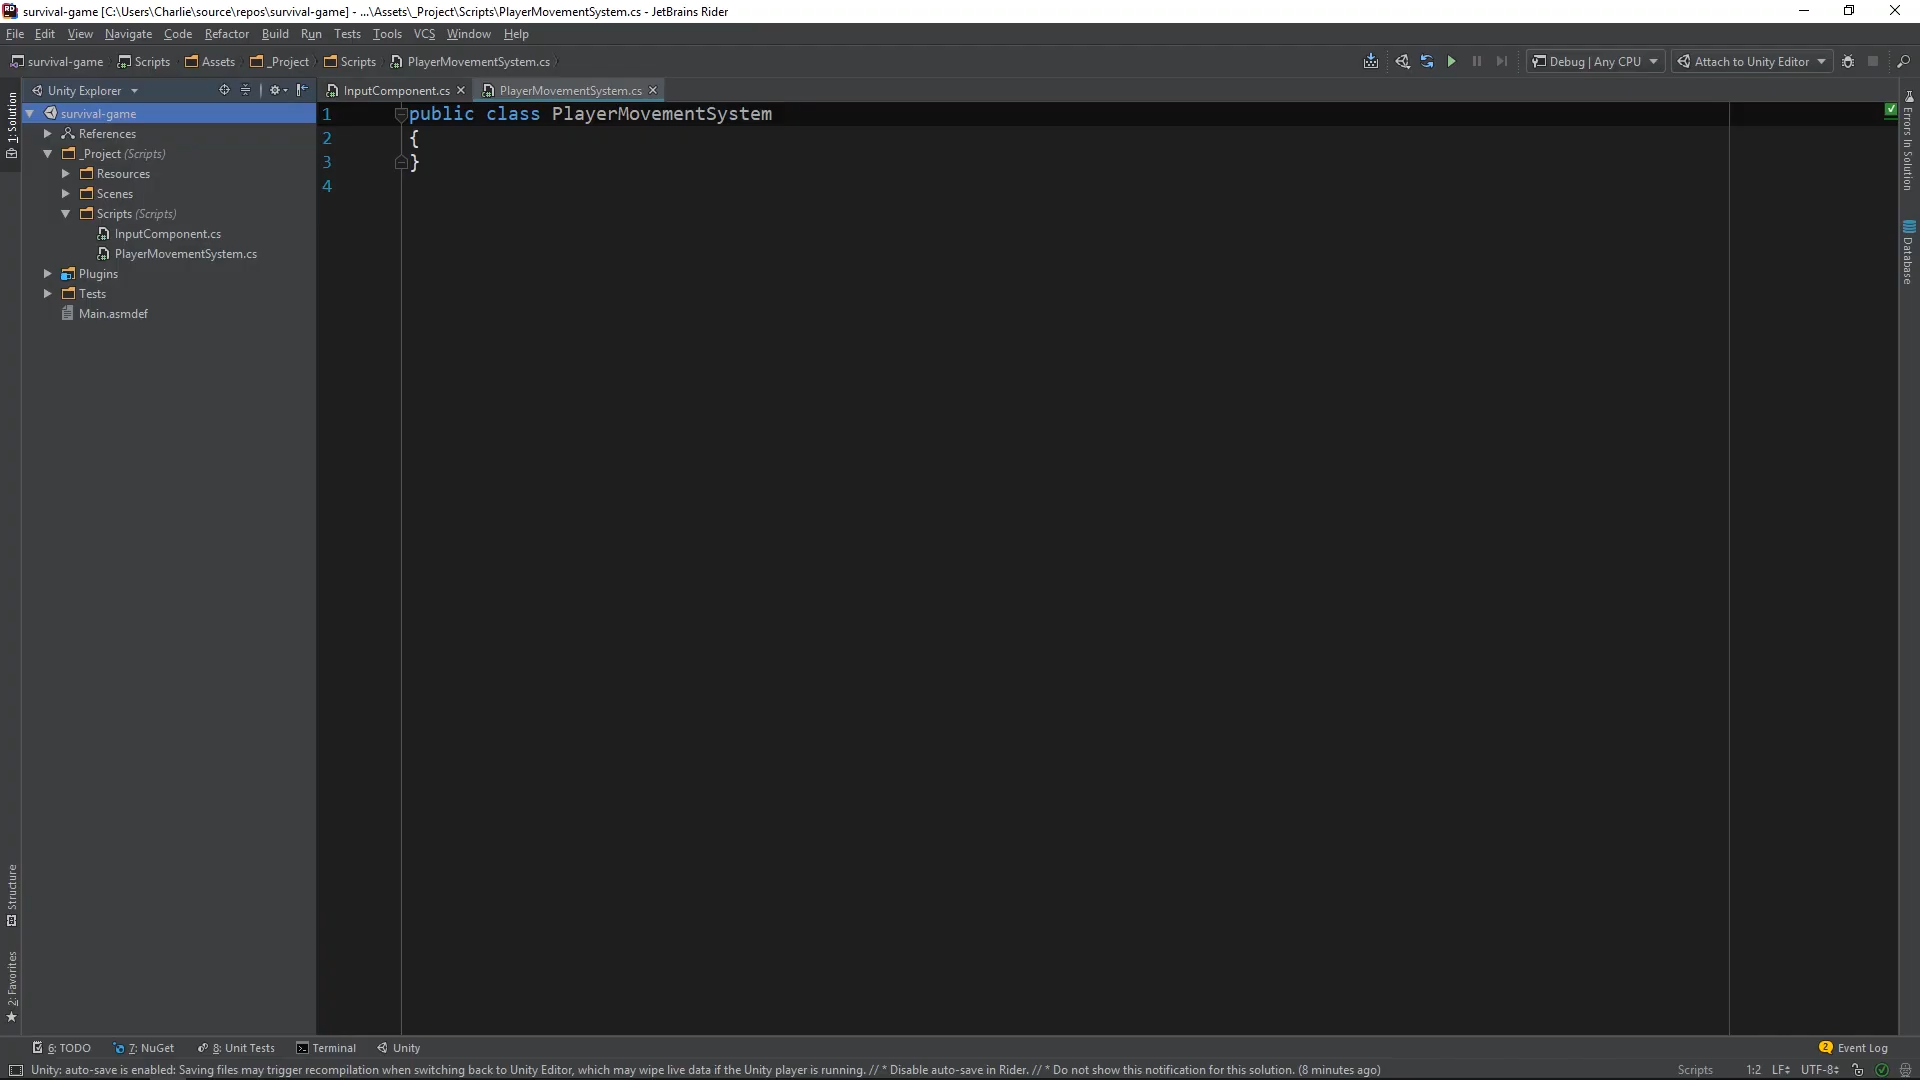 survival-game [C:\Users\Charlie\source\repos\survival-game] - ...\Assets\_Project\Scripts\PlayerMovementSystem.cs - JetBrains Rider
File Edit View Navigate Code Refactor Build Run Tests Tools VCS Window Help
survival-game Scripts Assets _Project Scripts PlayerMovementSystem.cs Debug | Any CPU Attach to Unity Editor
Unity Explorer InputComponent.cs PlayerMovementSystem.cs
survival-game
References
_Project (Scripts)
Resources
Scenes
Scripts (Scripts)
InputComponent.cs
PlayerMovementSystem.cs
Plugins
Tests
Main.asmdef
1 public class PlayerMovementSystem
2 {
3 }
4
1: Solution
Structure
2: Favorites
Errors In Solution
Database
6: TODO 7: NuGet 8: Unit Tests Terminal Unity 2 Event Log
Unity: auto-save is enabled: Saving files may trigger recompilation when switching back to Unity Editor, which may wipe live data if the Unity player is running. // * Disable auto-save in Rider. // * Do not show this notification for this solution. (8 minutes ago) Scripts 1:2 LF UTF-8